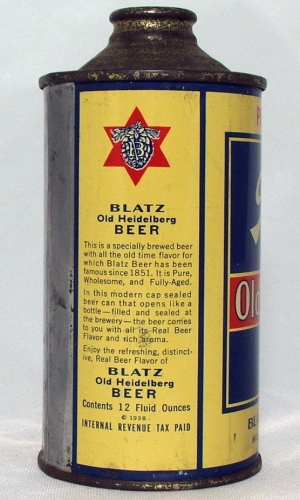 B
BLATZ
Old Heidelberg
BEER
This is a specially brewed beer
with all the old time flavor for
which Blatz Beer has been
famous since 1851. It is Pure,
Wholesome, and Fully-Aged.
In this modern cap sealed
beer can that opens like a
bottle—filled and sealed at
the brewery—the beer comes
to you with all its Real Beer
Flavor and rich aroma.
Enjoy the refreshing, distinct-
ive, Real Beer Flavor of
BLATZ
Old Heidelberg
BEER
Contents 12 Fluid Ounces
© 1936
INTERNAL REVENUE TAX PAID
Old